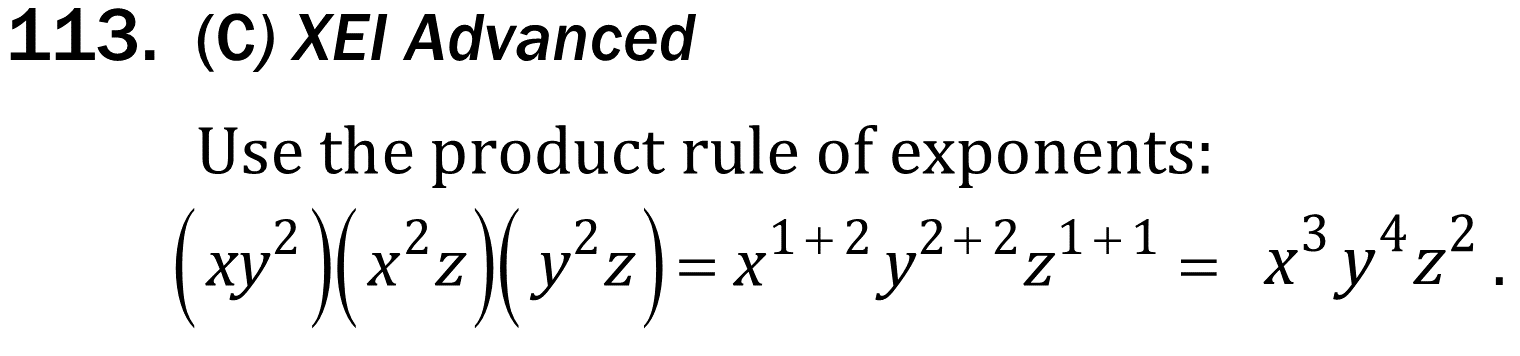 113. (C) XEI Advanced
Use the product rule of exponents:
(xy²)(x²z)(y²z) = x¹⁺²y²⁺²z¹⁺¹ = x³y⁴z².